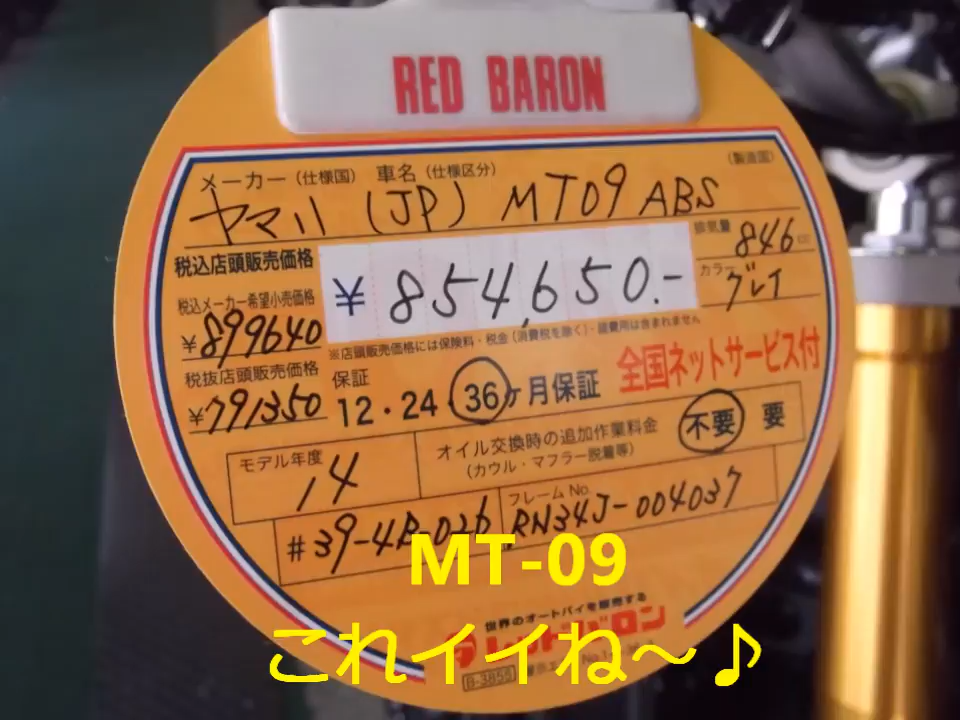 RED BARON
メーカー(仕様国) 車名(仕様区分) (製造国)
ヤマハ (JP) MT09 ABS
税込店頭販売価格 ¥854,650.-
排気量 846cc
カラー グレイ
税込メーカー希望小売価格
¥899640
※店頭販売価格には保険料・税金(消費税を除く)・諸費用は含まれません
税抜店頭販売価格
¥791350
保証
12・24 36ヶ月保証
全国ネットサービス付
モデル年度
14
オイル交換時の追加作業料金
(カウル・マフラー脱着等)
不要 要
#39-4B-026
フレームNo.
RN34J-004037
MT-09
世界のオートバイを販売する
レッドバロン
B-3855
これイイね～♪